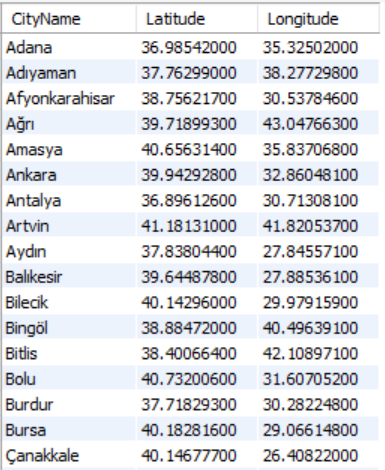 CityName Latitude Longitude
Adana 36.98542000 35.32502000
Adıyaman 37.76299000 38.27729800
Afyonkarahisar 38.75621700 30.53784600
Ağrı 39.71899300 43.04766300
Amasya 40.65631400 35.83706800
Ankara 39.94292800 32.86048100
Antalya 36.89612600 30.71308100
Artvin 41.18131000 41.82053700
Aydın 37.83804400 27.84557100
Balıkesir 39.64487800 27.88536100
Bilecik 40.14296000 29.97915900
Bingöl 38.88472000 40.49639100
Bitlis 38.40066400 42.10897100
Bolu 40.73200600 31.60705200
Burdur 37.71829300 30.28224800
Bursa 40.18281600 29.06614800
Çanakkale 40.14677700 26.40822000